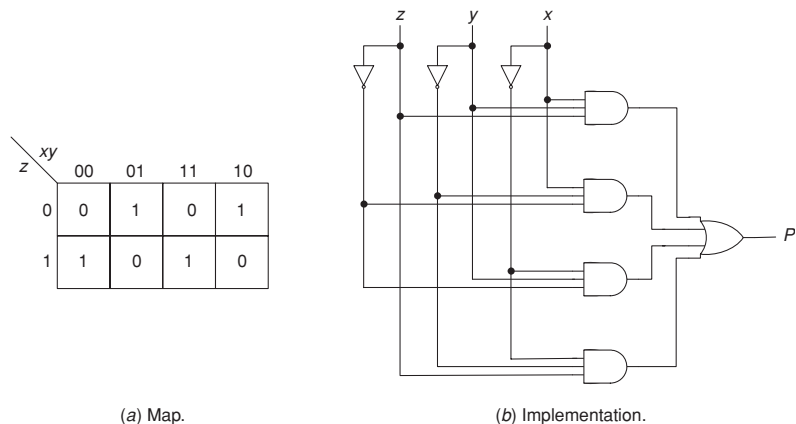 z y x
xy
z
00 01 11 10
0 0 1 0 1
1 1 0 1 0
P
(a) Map.
(b) Implementation.